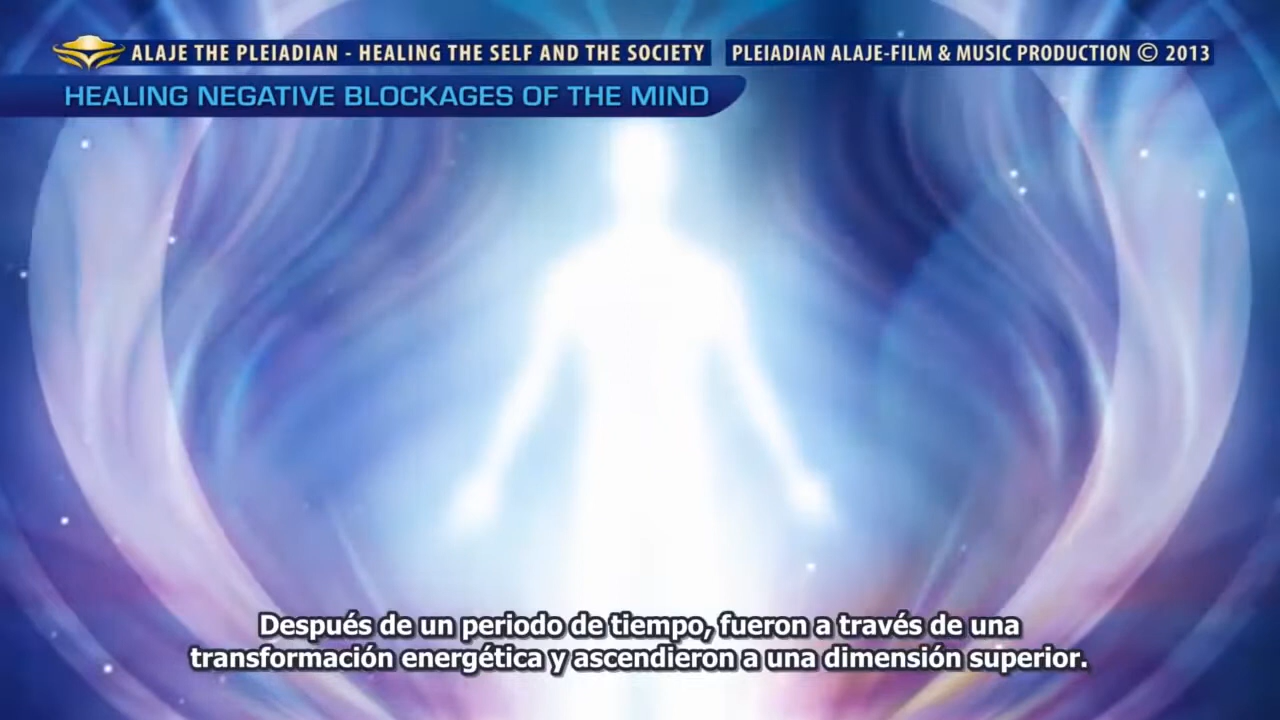 ALAJE THE PLEIADIAN - HEALING THE SELF AND THE SOCIETY PLEIADIAN ALAJE-FILM & MUSIC PRODUCTION © 2013
HEALING NEGATIVE BLOCKAGES OF THE MIND
Después de un periodo de tiempo, fueron a través de una
transformación energética y ascendieron a una dimensión superior.